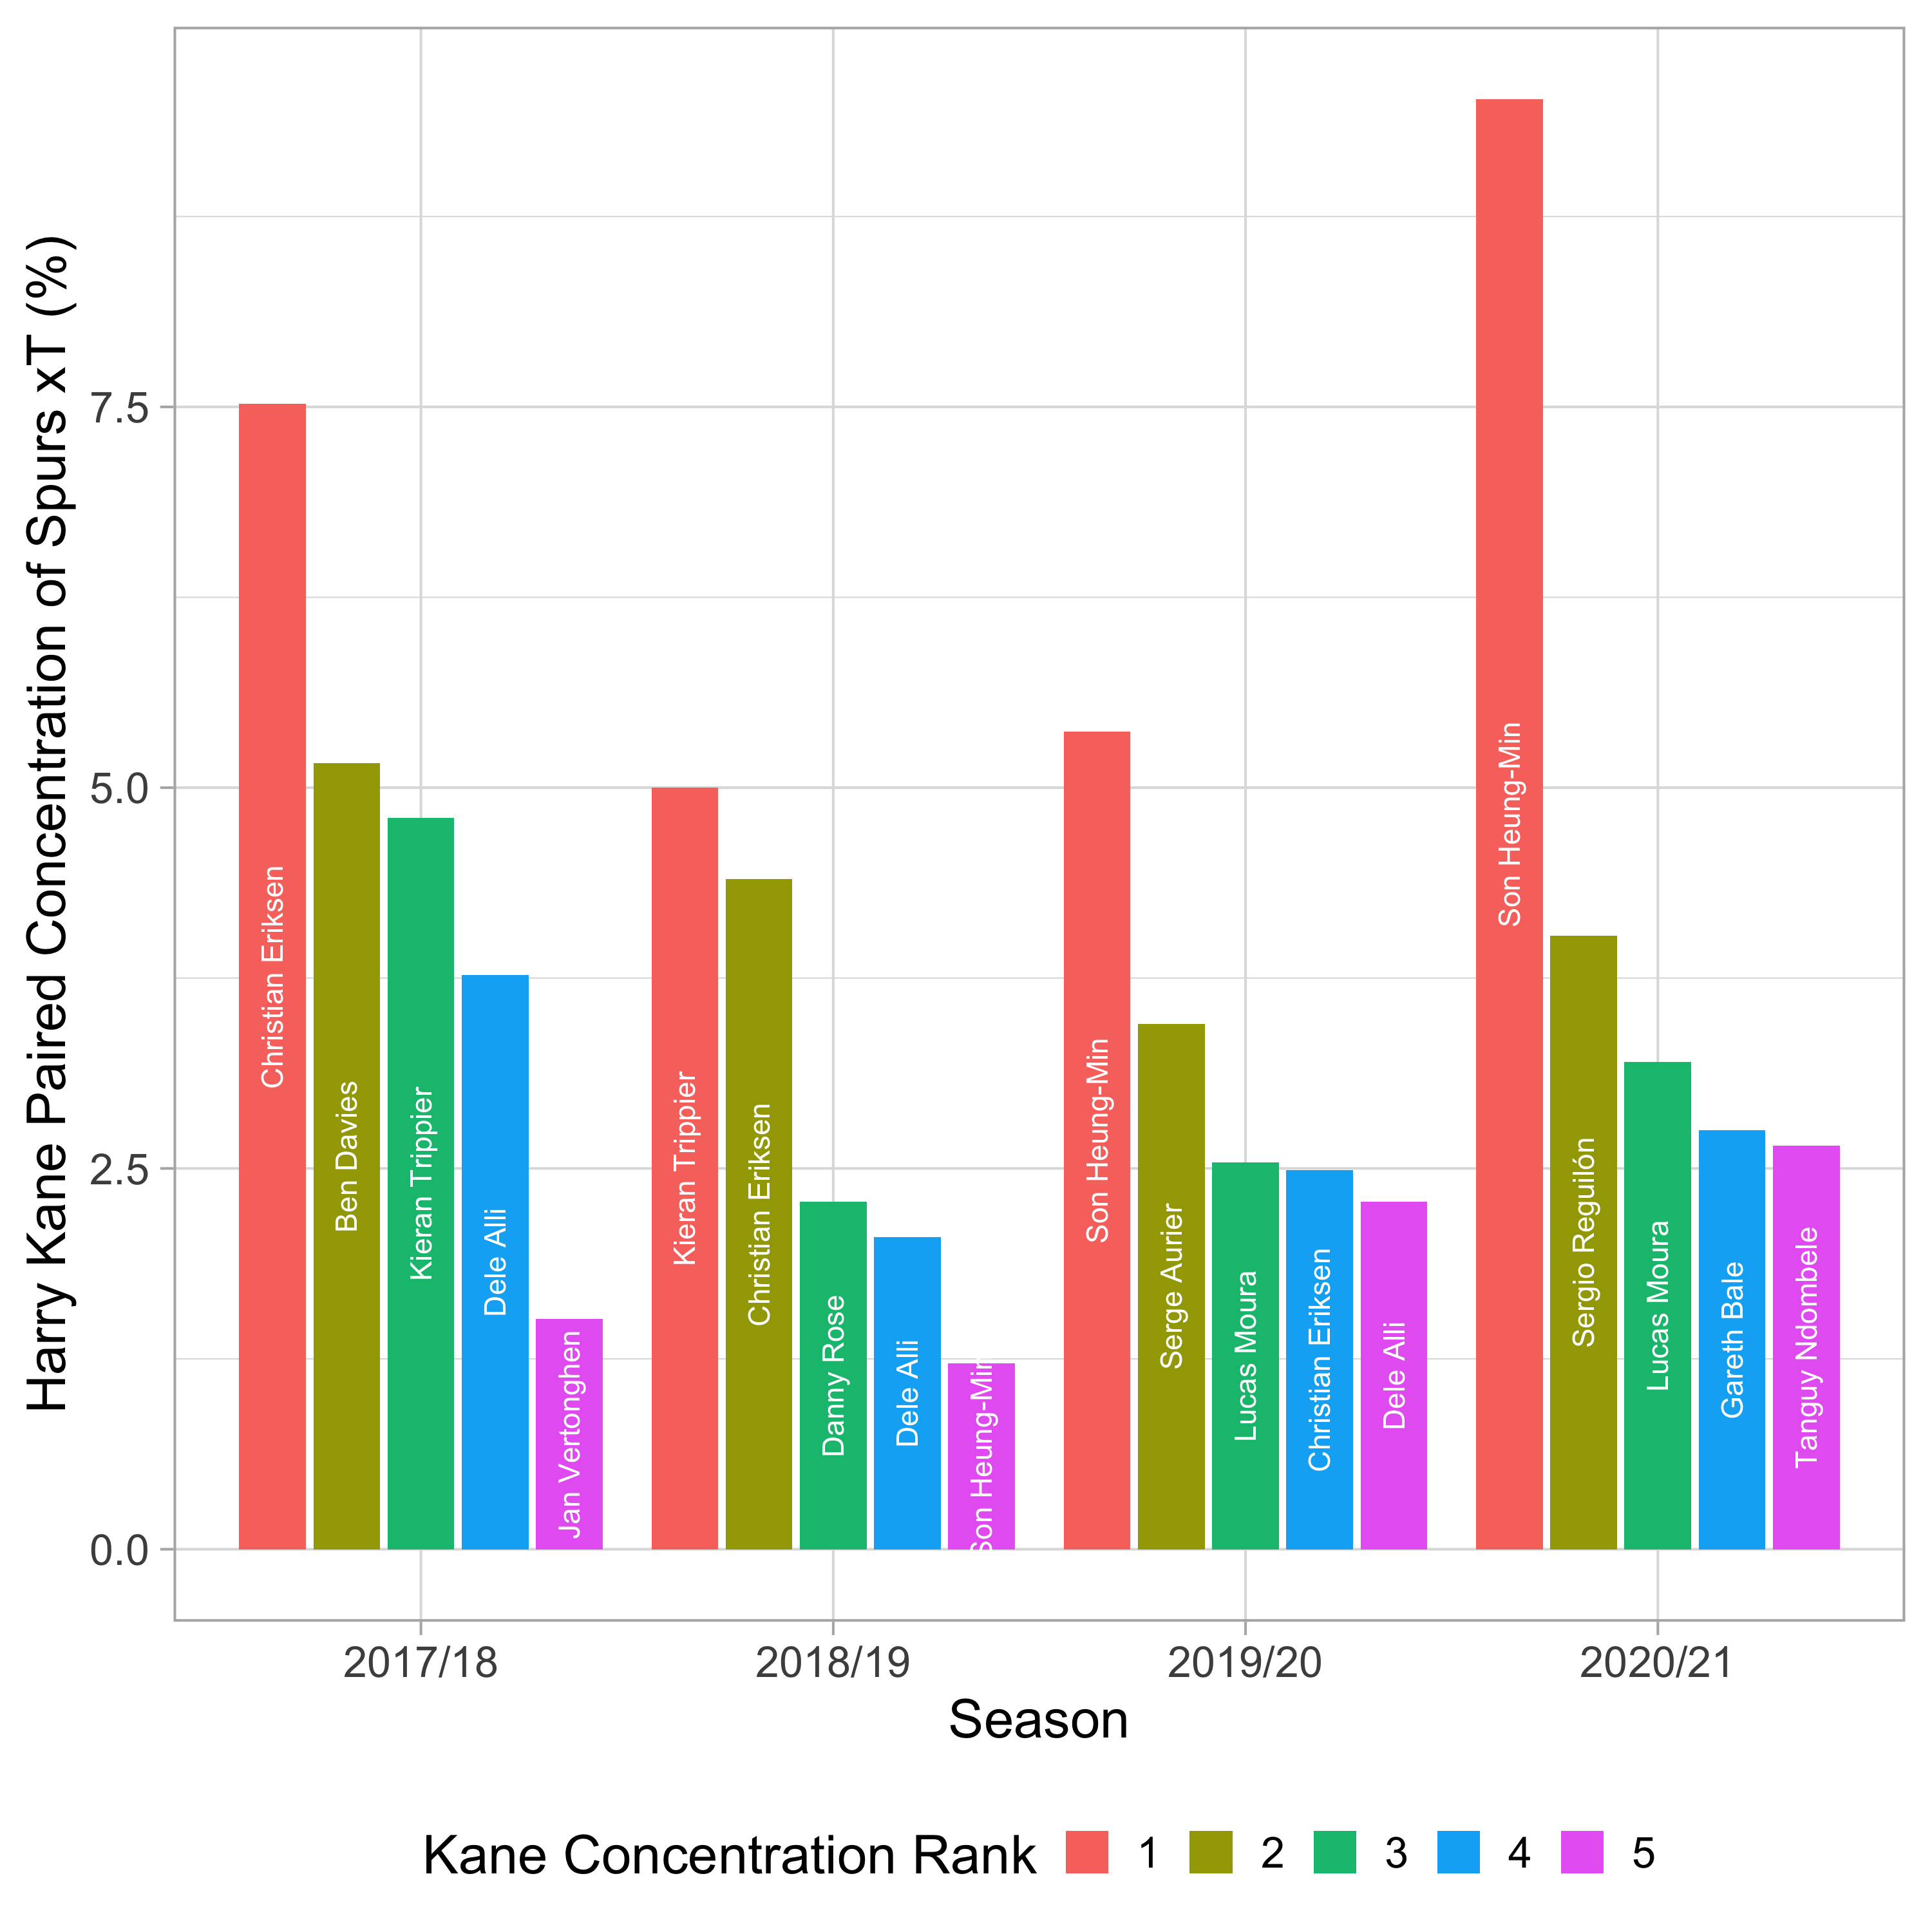 Harry Kane Paired Concentration of Spurs xT (%)
7.5
5.0
2.5
0.0
Christian Eriksen
Ben Davies
Kieran Trippier
Dele Alli
Jan Vertonghen
Kieran Trippier
Christian Eriksen
Danny Rose
Dele Alli
Son Heung-Min
Son Heung-Min
Serge Aurier
Lucas Moura
Christian Eriksen
Dele Alli
Son Heung-Min
Sergio Reguilón
Lucas Moura
Gareth Bale
Tanguy Ndombele
2017/18 2018/19 2019/20 2020/21
Season
Kane Concentration Rank 1 2 3 4 5